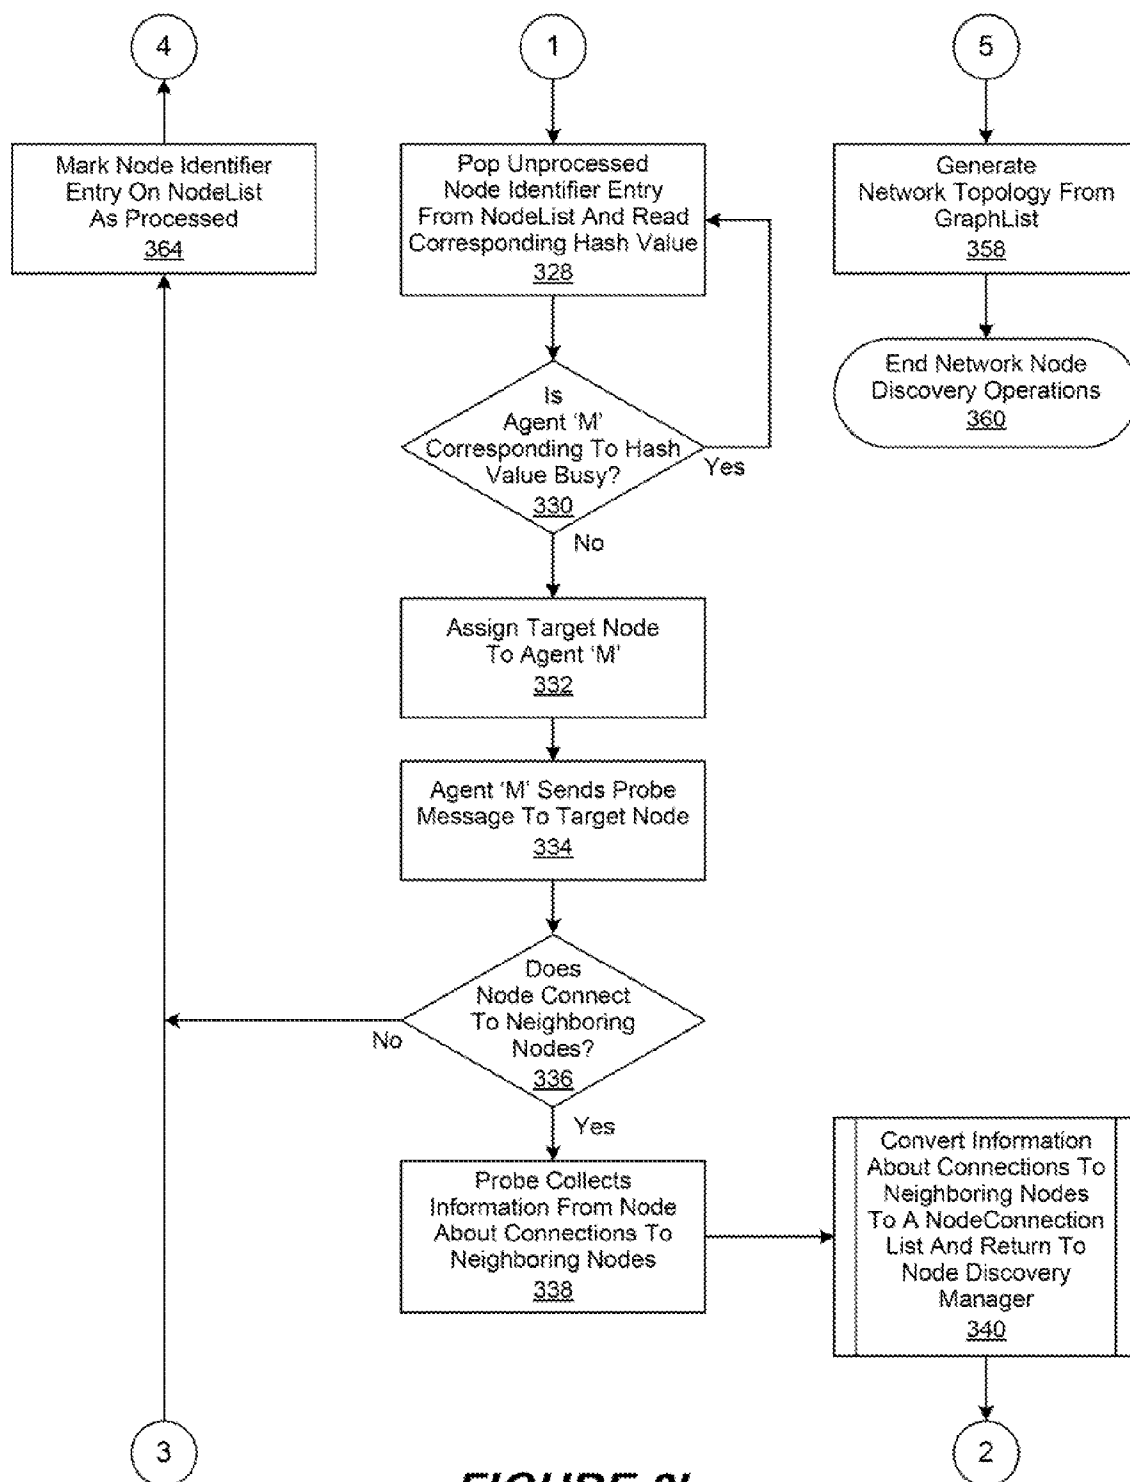 4
Mark Node Identifier
Entry On NodeList
As Processed
364
1
Pop Unprocessed
Node Identifier Entry
From NodeList And Read
Corresponding Hash Value
328
Is
Agent ‘M’
Corresponding To Hash
Value Busy?
330
Yes
No
Assign Target Node
To Agent ‘M’
332
Agent ‘M’ Sends Probe
Message To Target Node
334
Does
Node Connect
To Neighboring
Nodes?
336
No
Yes
Probe Collects
Information From Node
About Connections To
Neighboring Nodes
338
Convert Information
About Connections To
Neighboring Nodes
To A NodeConnection
List And Return To
Node Discovery
Manager
340
5
Generate
Network Topology From
GraphList
358
End Network Node
Discovery Operations
360
3
2
FIGURE